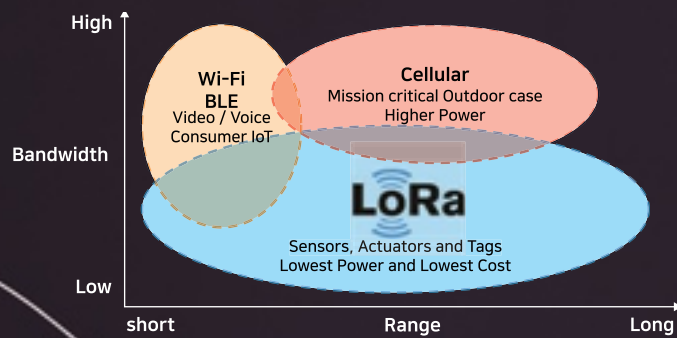 High
Wi-Fi
BLE
Video / Voice
Consumer IoT
Cellular
Mission critical Outdoor case
Higher Power
Bandwidth
LoRa
Sensors, Actuators and Tags
Lowest Power and Lowest Cost
Low
short
Range
Long